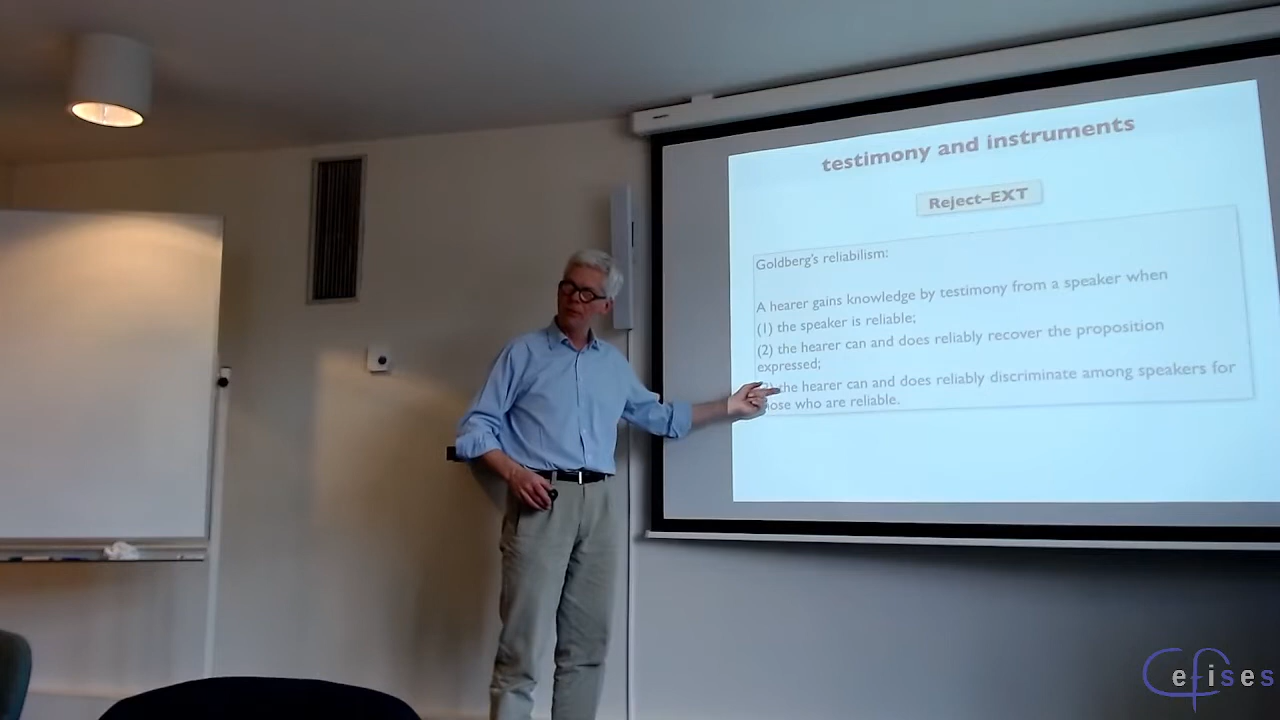 testimony and instruments
Reject–EXT
Goldberg's reliabilism:
A hearer gains knowledge by testimony from a speaker when
(1) the speaker is reliable;
(2) the hearer can and does reliably recover the proposition
expressed;
the hearer can and does reliably discriminate among speakers for
who are reliable.
efises